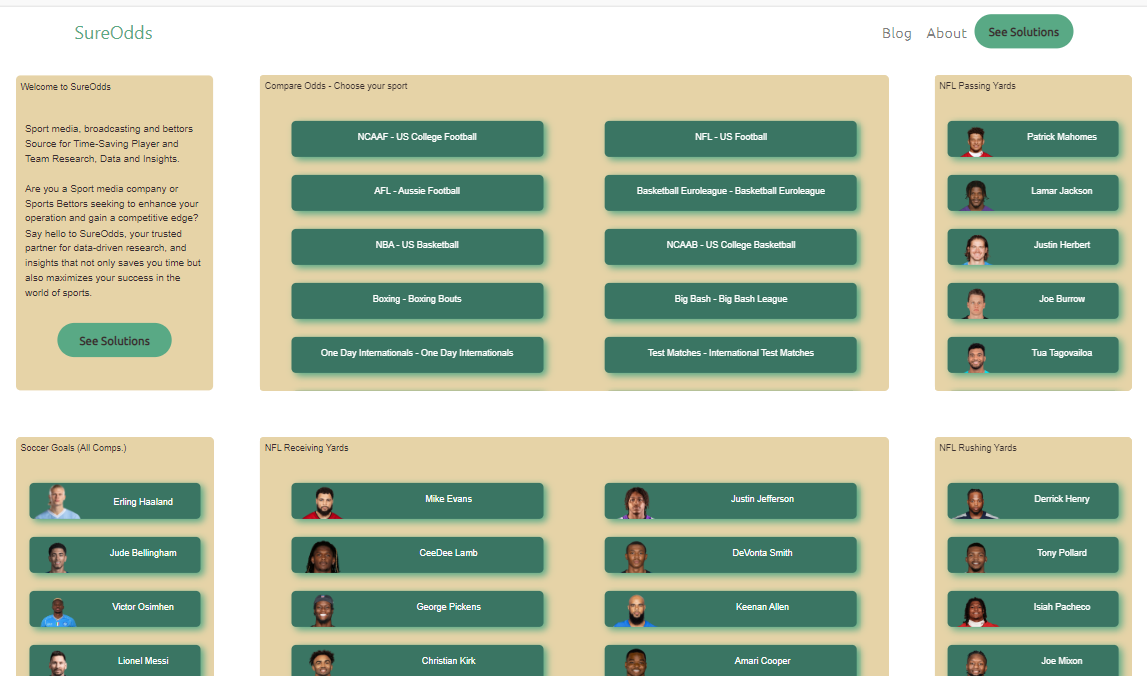 SureOdds
Blog About See Solutions
Welcome to SureOdds
Sport media, broadcasting and bettors
Source for Time-Saving Player and
Team Research, Data and Insights.
Are you a Sport media company or
Sports Bettors seeking to enhance your
operation and gain a competitive edge?
Say hello to SureOdds, your trusted
partner for data-driven research, and
insights that not only saves you time but
also maximizes your success in the
world of sports.
See Solutions
Compare Odds - Choose your sport
NCAAF - US College Football
NFL - US Football
AFL - Aussie Football
Basketball Euroleague - Basketball Euroleague
NBA - US Basketball
NCAAB - US College Basketball
Boxing - Boxing Bouts
Big Bash - Big Bash League
One Day Internationals - One Day Internationals
Test Matches - International Test Matches
NFL Passing Yards
Patrick Mahomes
Lamar Jackson
Justin Herbert
Joe Burrow
Tua Tagovailoa
Soccer Goals (All Comps.)
Erling Haaland
Jude Bellingham
Victor Osimhen
Lionel Messi
NFL Receiving Yards
Mike Evans
Justin Jefferson
CeeDee Lamb
DeVonta Smith
George Pickens
Keenan Allen
Christian Kirk
Amari Cooper
NFL Rushing Yards
Derrick Henry
Tony Pollard
Isiah Pacheco
Joe Mixon